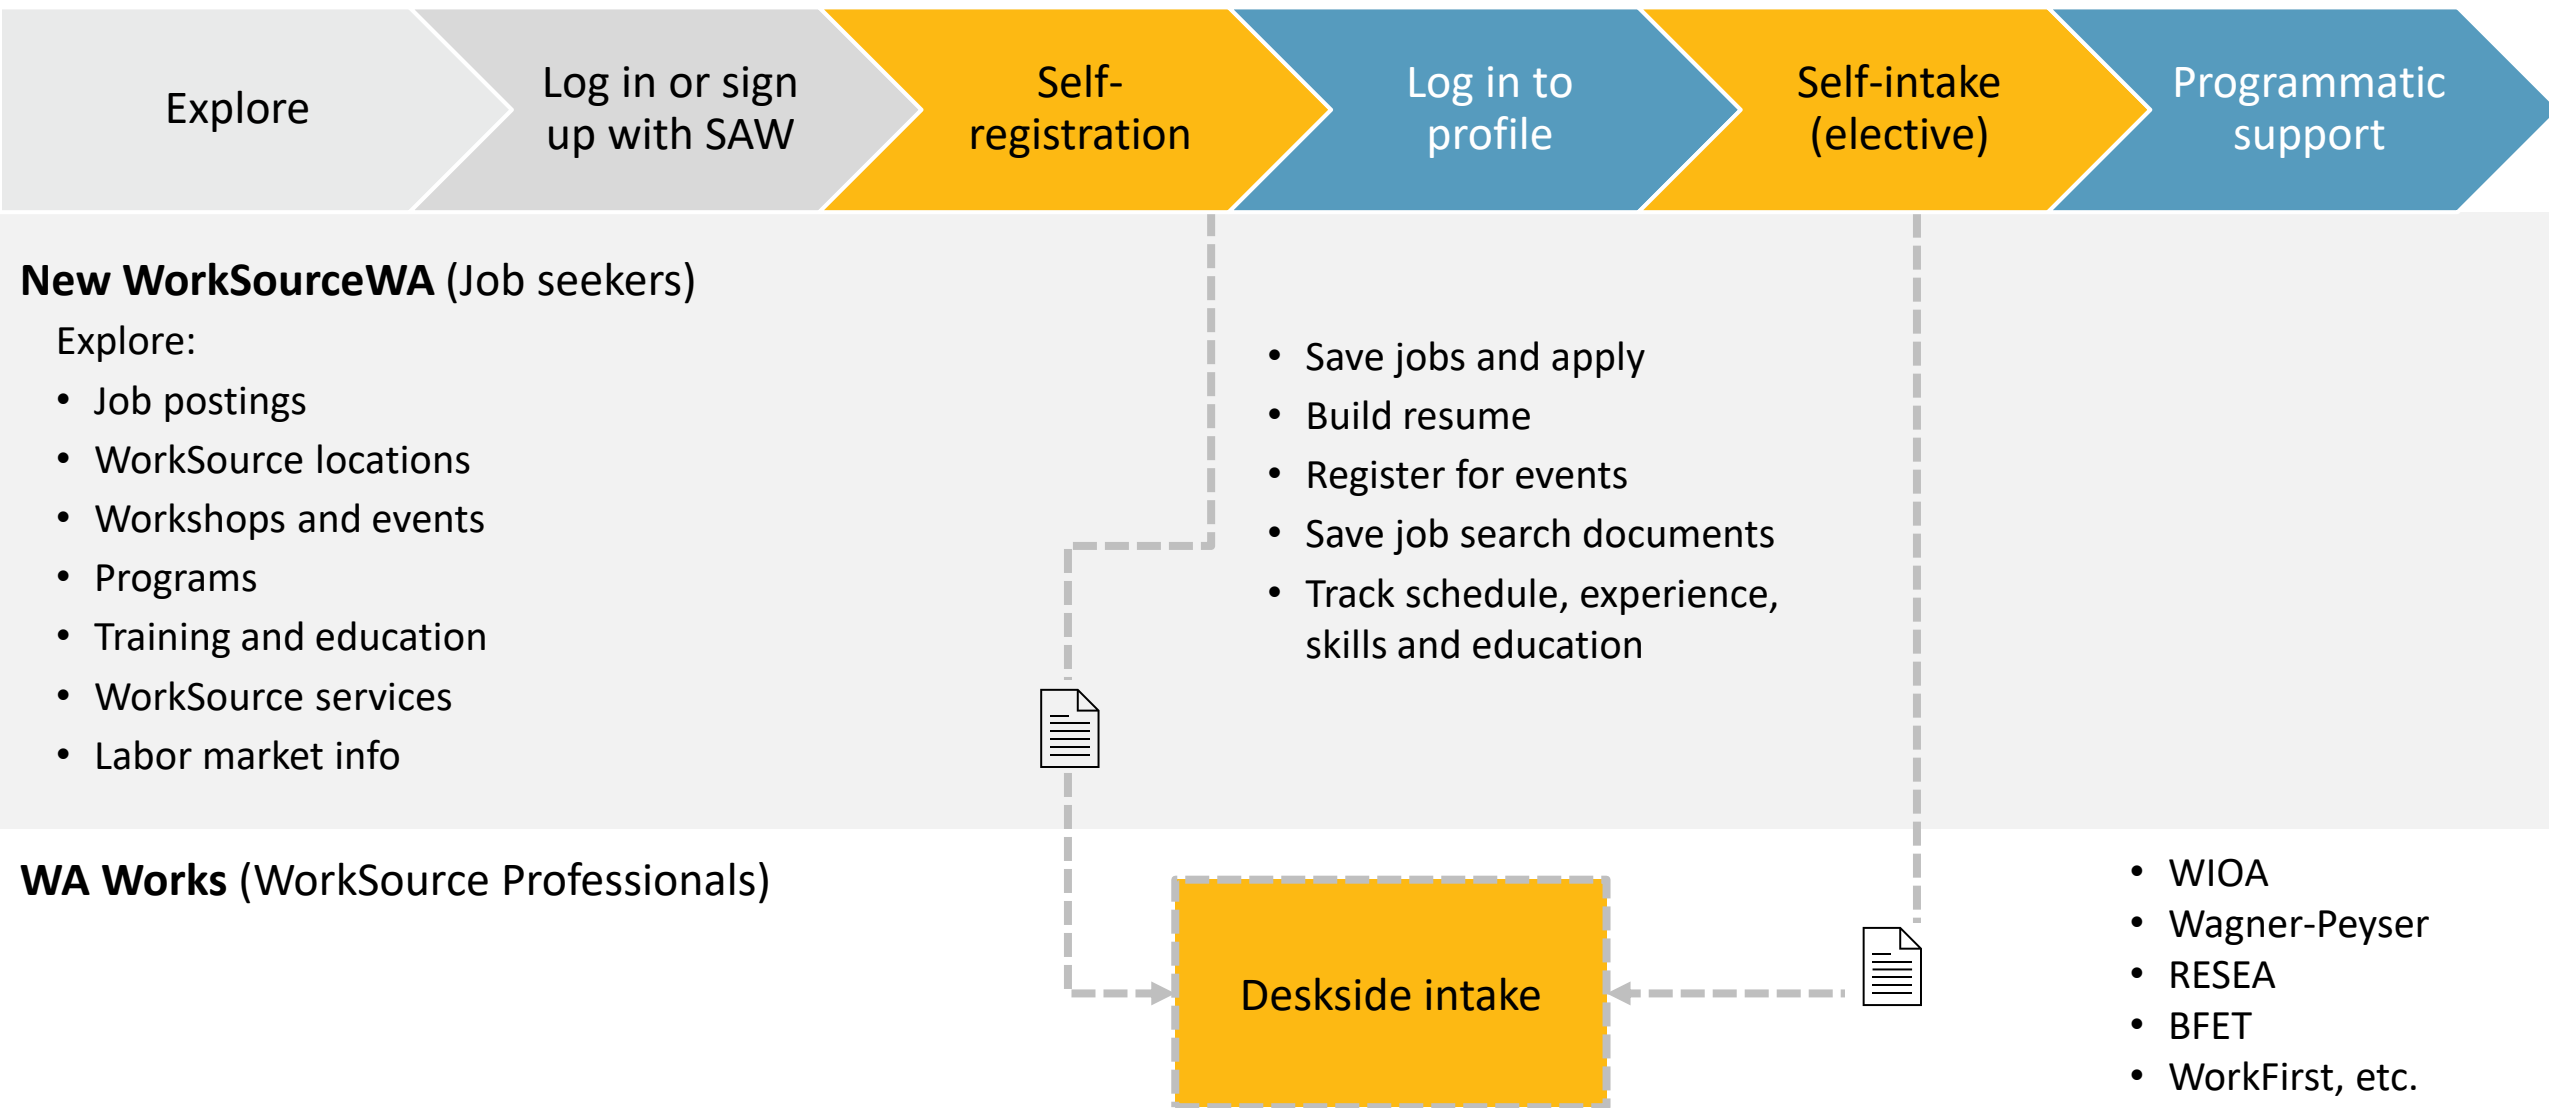 Explore
Log in or sign
up with SAW
Self-
registration
Log in to
profile
Self-intake
(elective)
Programmatic
support
New WorkSourceWA (Job seekers)
Explore:
• Job postings
• WorkSource locations
• Workshops and events
• Programs
• Training and education
• WorkSource services
• Labor market info
• Save jobs and apply
• Build resume
• Register for events
• Save job search documents
• Track schedule, experience,
skills and education
WA Works (WorkSource Professionals)
Deskside intake
• WIOA
• Wagner-Peyser
• RESEA
• BFET
• WorkFirst, etc.